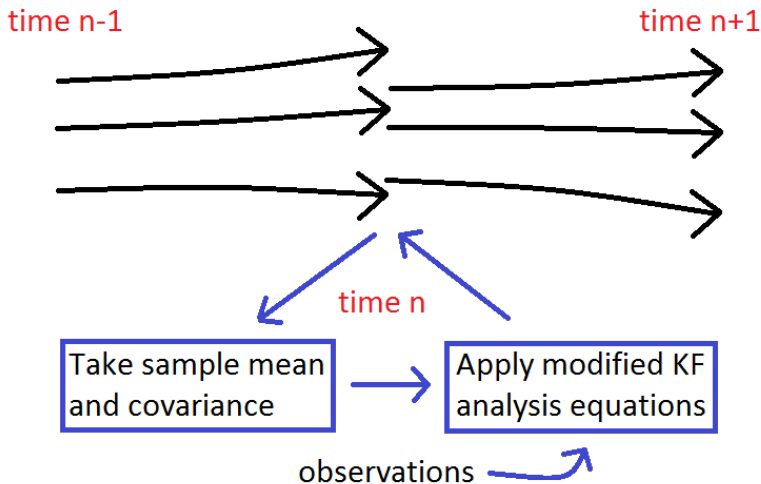 time n-1
time n+1
time n
Take sample mean
and covariance
Apply modified KF
analysis equations
observations